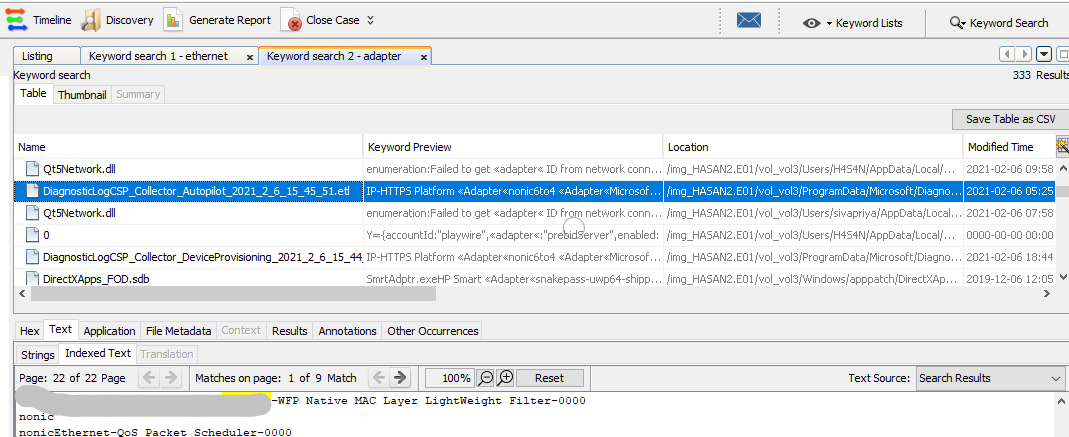 Timeline Discovery Generate Report Close Case Keyword Lists Keyword Search
Listing Keyword search 1 - ethernet Keyword search 2 - adapter
Keyword search 333 Results
Table Thumbnail Summary
Save Table as CSV
Name Keyword Preview Location Modified Time
Qt5Network.dll enumeration:Failed to get «adapter« ID from network conn... /img_HASAN2.E01/vol_vol3/Users/H4S4N/AppData/Local/... 2021-02-06 09:58
DiagnosticLogCSP_Collector_Autopilot_2021_2_6_15_45_51.etl IP-HTTPS Platform «Adapter«nonic6to4 «Adapter«Microsof... /img_HASAN2.E01/vol_vol3/ProgramData/Microsoft/Diagno... 2021-02-06 05:25
Qt5Network.dll enumeration:Failed to get «adapter« ID from network conn... /img_HASAN2.E01/vol_vol3/Users/sivapriya/AppData/Local... 2021-02-06 07:58
0 Y={accountId:"playwire",«adapter«:"prebidServer",enabled: /img_HASAN2.E01/vol_vol3/Users/H4S4N/AppData/Local/... 0000-00-00 00:00
DiagnosticLogCSP_Collector_DeviceProvisioning_2021_2_6_15_44_ IP-HTTPS Platform «Adapter«nonic6to4 «Adapter«Microsof... /img_HASAN2.E01/vol_vol3/ProgramData/Microsoft/Diagno... 2021-02-06 18:44
DirectXApps_FOD.sdb SmrtAdptr.exeHP Smart «Adapter«snakepass-uwp64-shipp... /img_HASAN2.E01/vol_vol3/Windows/apppatch/DirectXAp... 2019-12-06 12:05
Hex Text Application File Metadata Context Results Annotations Other Occurrences
Strings Indexed Text Translation
Page: 22 of 22 Page Matches on page: 1 of 9 Match 100% Reset Text Source: Search Results
-WFP Native MAC Layer LightWeight Filter-0000
nonic
nonicEthernet-QoS Packet Scheduler-0000